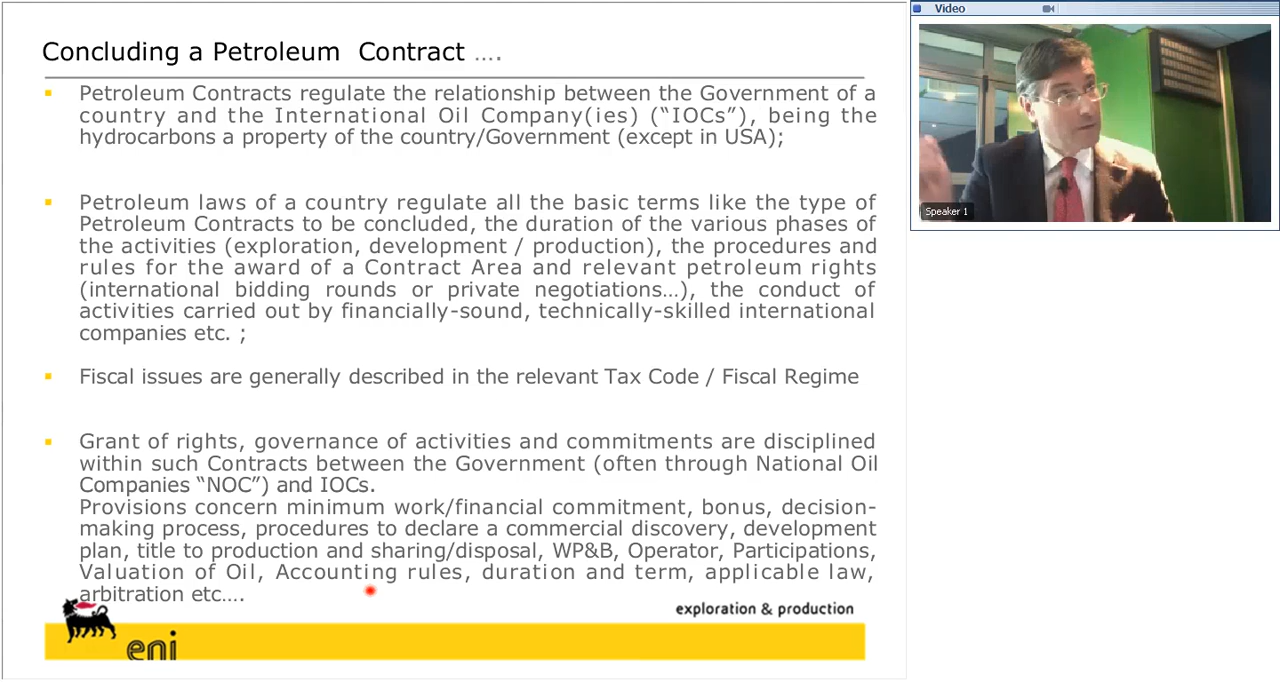 Concluding a Petroleum Contract ....
Petroleum Contracts regulate the relationship between the Government of a
country and the International Oil Company(ies) (“IOCs”), being the
hydrocarbons a property of the country/Government (except in USA);
Petroleum laws of a country regulate all the basic terms like the type of
Petroleum Contracts to be concluded, the duration of the various phases of
the activities (exploration, development / production), the procedures and
rules for the award of a Contract Area and relevant petroleum rights
(international bidding rounds or private negotiations…), the conduct of
activities carried out by financially-sound, technically-skilled international
companies etc. ;
Fiscal issues are generally described in the relevant Tax Code / Fiscal Regime
Grant of rights, governance of activities and commitments are disciplined
within such Contracts between the Government (often through National Oil
Companies “NOC”) and IOCs.
Provisions concern minimum work/financial commitment, bonus, decision-
making process, procedures to declare a commercial discovery, development
plan, title to production and sharing/disposal, WP&B, Operator, Participations,
Valuation of Oil, Accounting rules, duration and term, applicable law,
arbitration etc….
exploration & production
eni
Video
Speaker 1